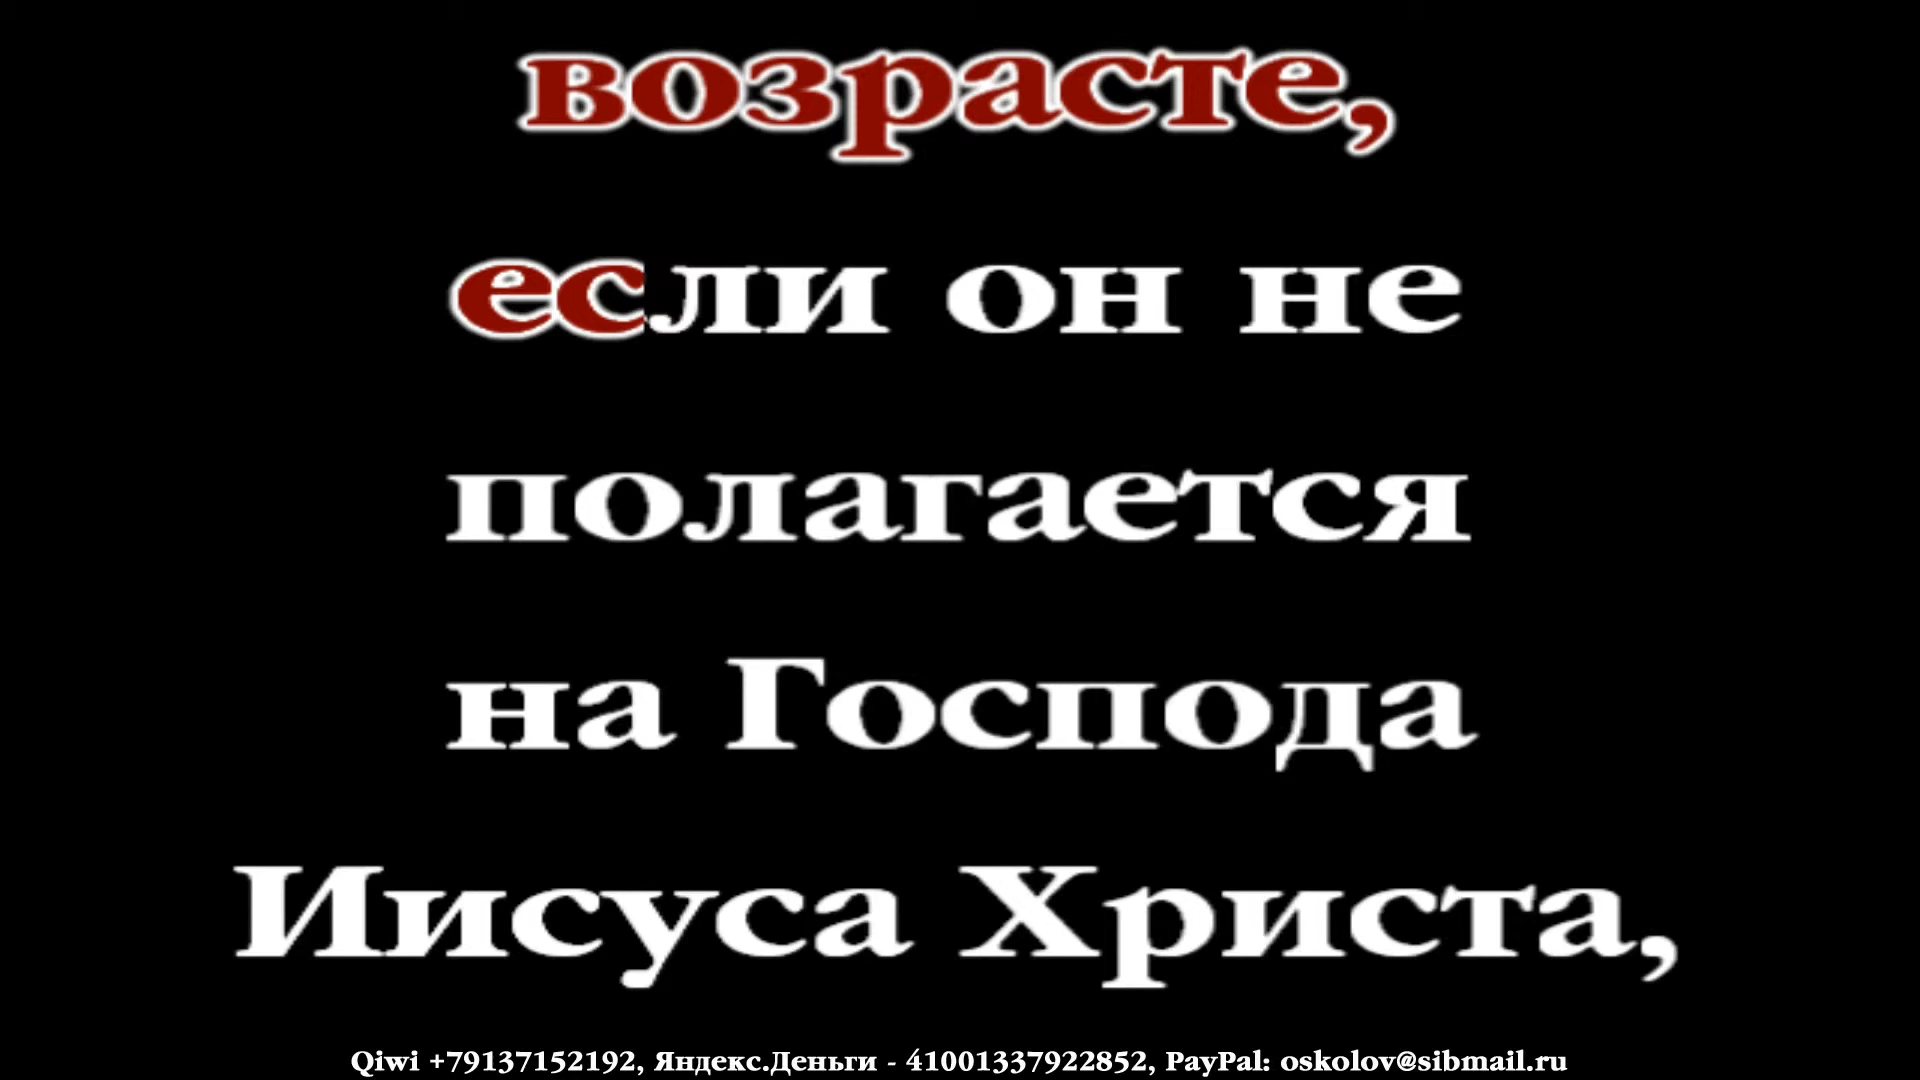 возрасте,
если он не
полагается
на Господа
Иисуса Христа,
Qiwi +79137152192, Яндекс.Деньги - 41001337922852, PayPal: oskolov@sibmail.ru